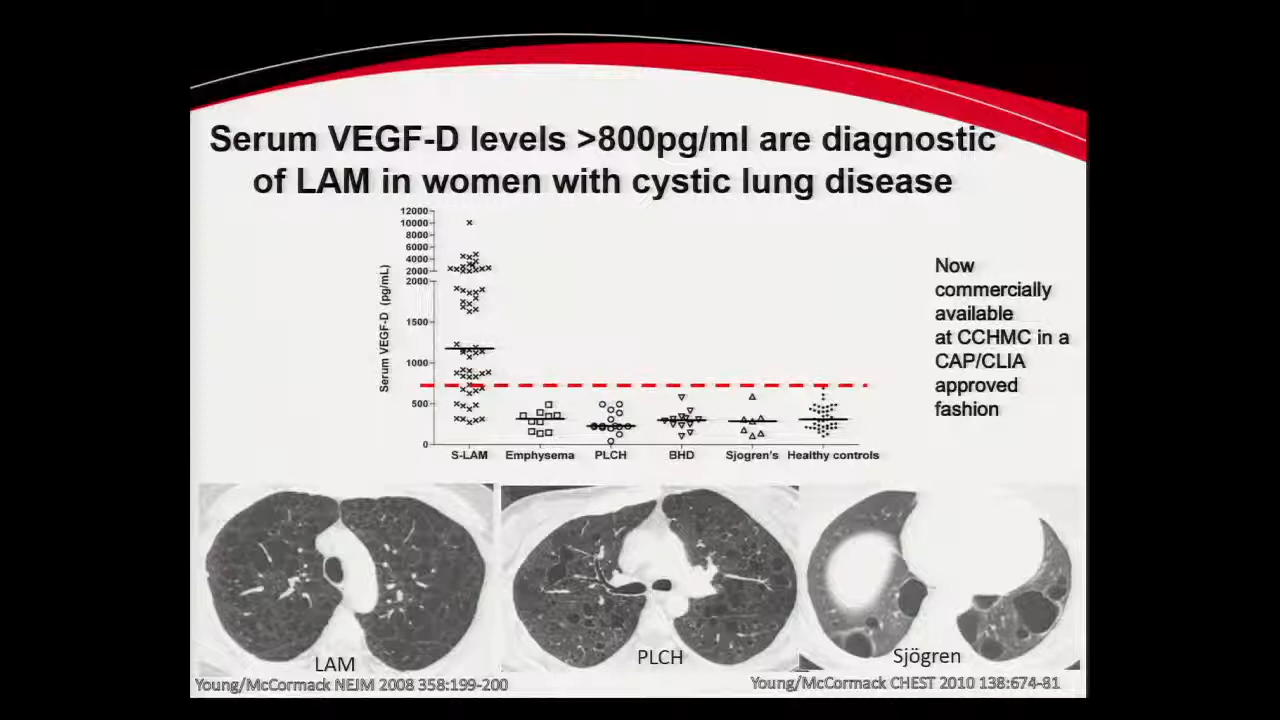 Serum VEGF-D levels >800pg/ml are diagnostic
of LAM in women with cystic lung disease
12000
10000
8000
6000
4000
2000
2000
1500
1000
500
0
Serum VEGF-D (pg/mL)
S-LAM Emphysema PLCH BHD Sjogren's Healthy controls
Now
commercially
available
at CCHMC in a
CAP/CLIA
approved
fashion
LAM
PLCH
Sjögren
Young/McCormack NEJM 2008 358:199-200
Young/McCormack CHEST 2010 138:674-81